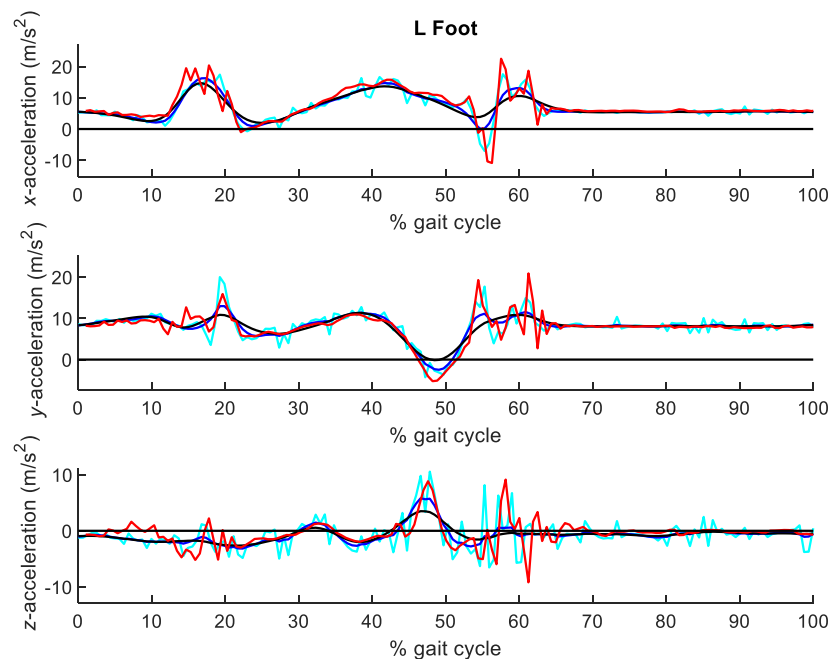 L Foot
x-acceleration (m/s²)
20
10
0
-10
0 10 20 30 40 50 60 70 80 90 100
% gait cycle
y-acceleration (m/s²)
20
10
0
0 10 20 30 40 50 60 70 80 90 100
% gait cycle
z-acceleration (m/s²)
10
0
-10
0 10 20 30 40 50 60 70 80 90 100
% gait cycle